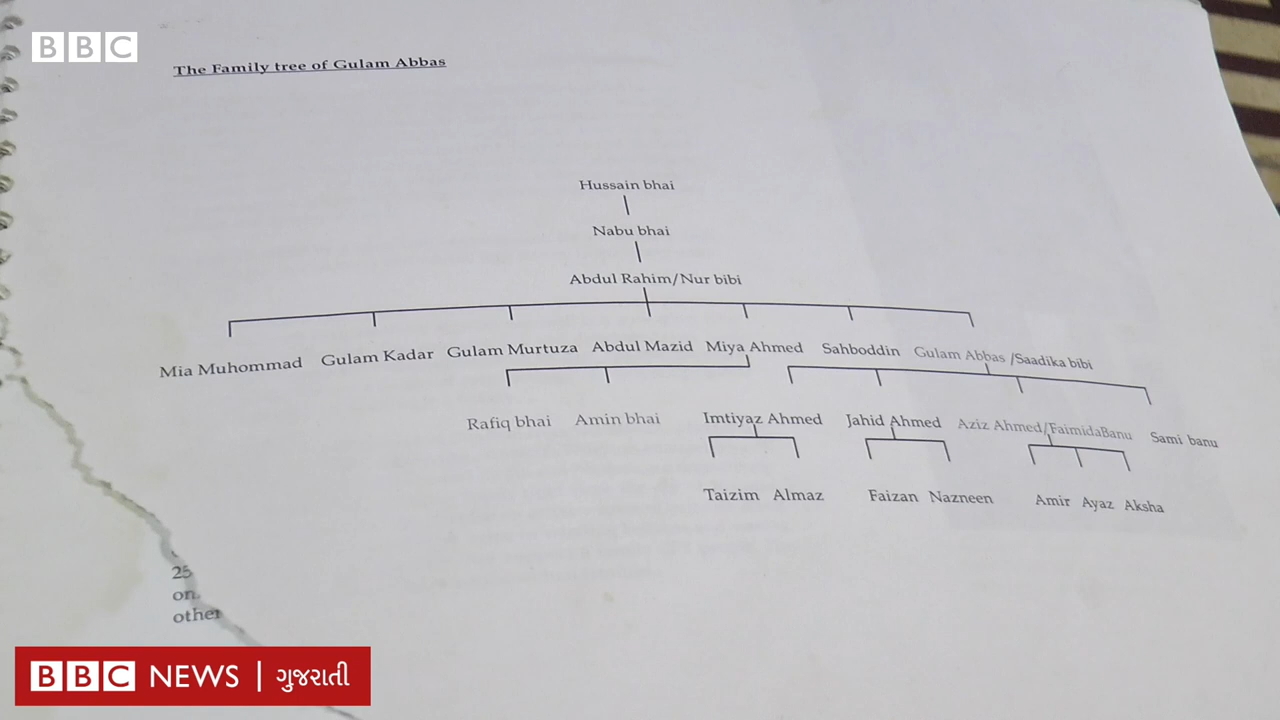 BBC
The Family tree of Gulam Abbas
Hussain bhai
Nabu bhai
Abdul Rahim/Nur bibi
Mia Muhommad Gulam Kadar Gulam Murtuza Abdul Mazid Miya Ahmed Sahboddin Gulam Abbas /Saadika bibi
Rafiq bhai Amin bhai Imtiyaz Ahmed Jahid Ahmed Aziz Ahmed/FaimidaBanu Sami banu
Taizim Almaz Faizan Nazneen Amir Ayaz Aksha
25
on
other
BBC NEWS | ગુજરાતી